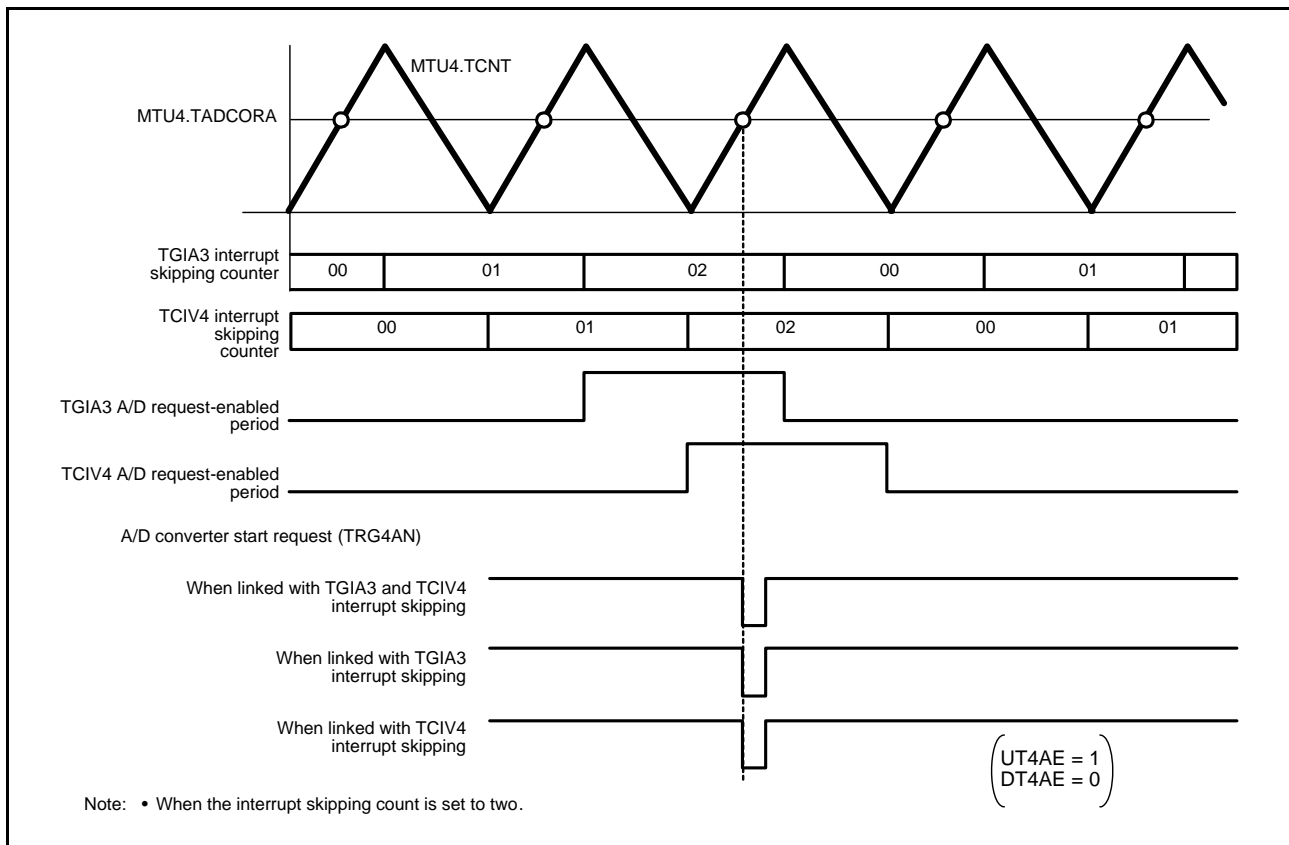 MTU4.TCNT
MTU4.TADCORA
TGIA3 interrupt
skipping counter
00 01 02 00 01
TCIV4 interrupt
skipping
counter
00 01 02 00 01
TGIA3 A/D request-enabled
period
TCIV4 A/D request-enabled
period
A/D converter start request (TRG4AN)
When linked with TGIA3 and TCIV4
interrupt skipping
When linked with TGIA3
interrupt skipping
When linked with TCIV4
interrupt skipping
UT4AE = 1
DT4AE = 0
Note: • When the interrupt skipping count is set to two.